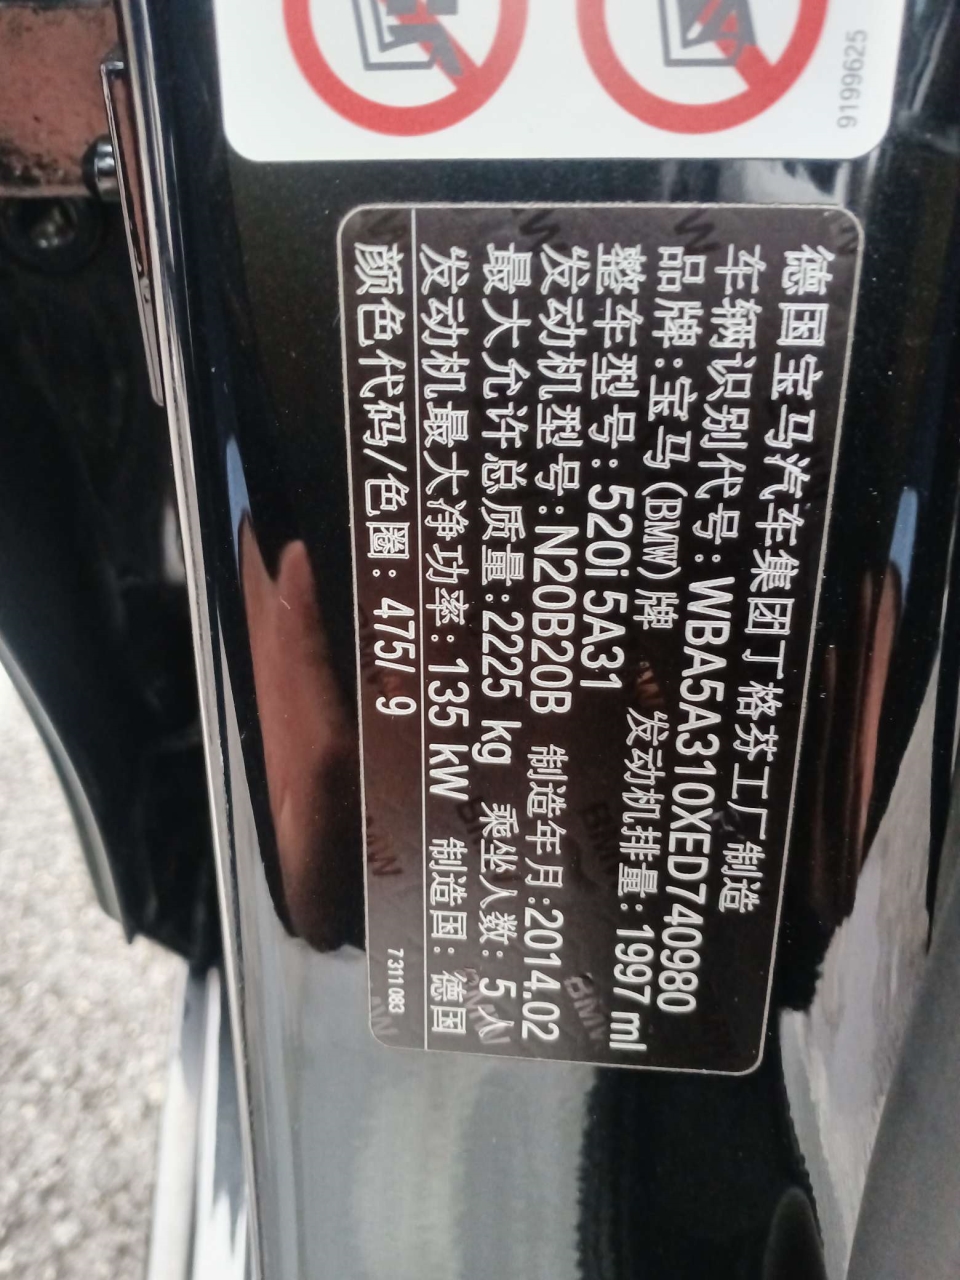 9199625
德国宝马汽车集团丁格芬工厂制造
车辆识别代号:WBA5A310XED740980
品牌:宝马(BMW)牌 发动机排量:1997 ml
整车型号:520i 5A31
发动机型号:N20B20B 制造年月:2014.02
最大允许总质量:2225 kg 乘坐人数: 5人
发动机最大净功率: 135 kW 制造国: 德国
颜色代码/色圈: 475/ 9
7311083